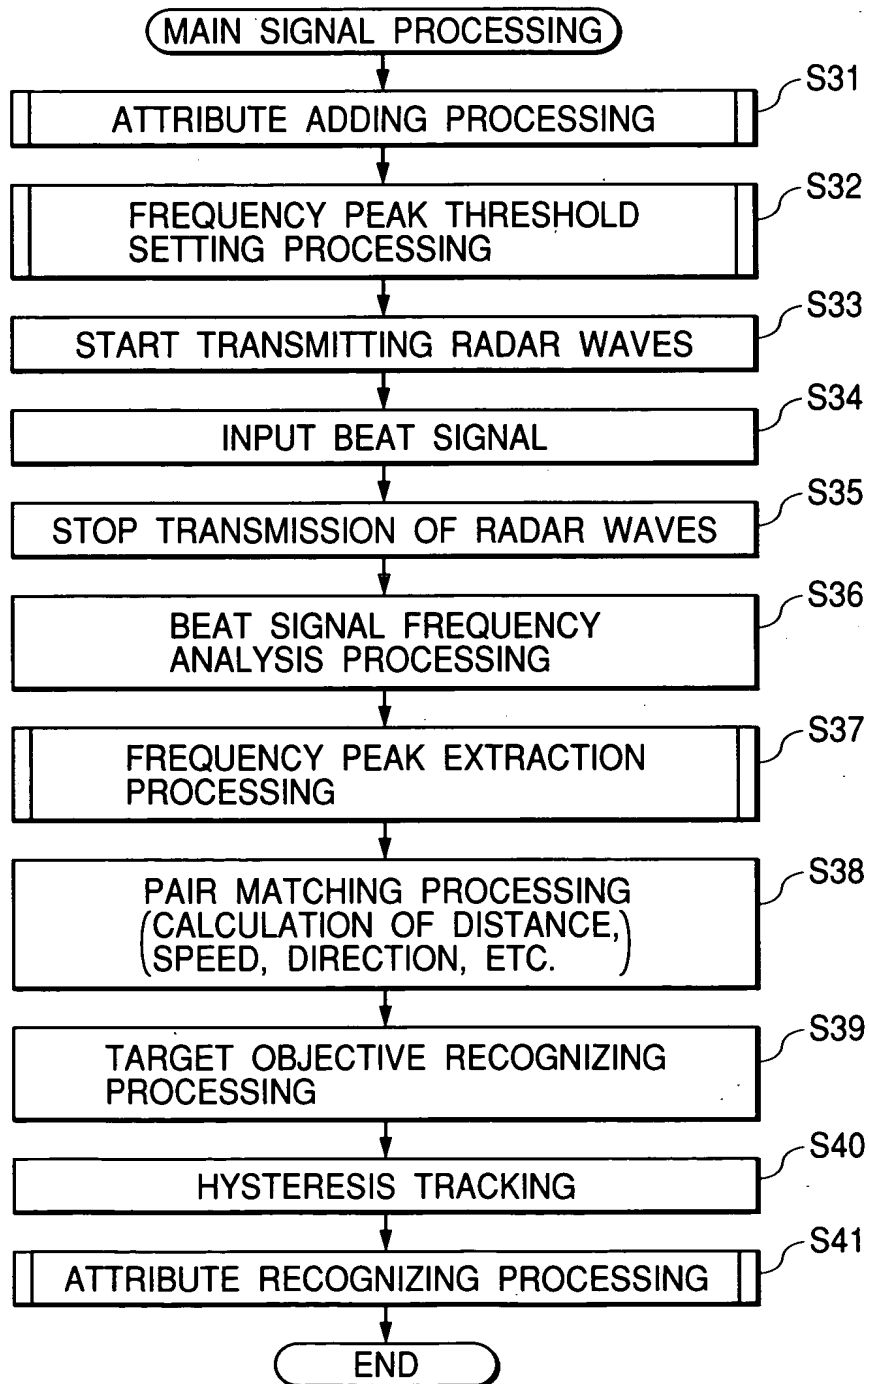 MAIN SIGNAL PROCESSING
S31
ATTRIBUTE ADDING PROCESSING
S32
FREQUENCY PEAK THRESHOLD
SETTING PROCESSING
S33
START TRANSMITTING RADAR WAVES
S34
INPUT BEAT SIGNAL
S35
STOP TRANSMISSION OF RADAR WAVES
S36
BEAT SIGNAL FREQUENCY
ANALYSIS PROCESSING
S37
FREQUENCY PEAK EXTRACTION
PROCESSING
S38
PAIR MATCHING PROCESSING
(CALCULATION OF DISTANCE,
SPEED, DIRECTION, ETC.)
S39
TARGET OBJECTIVE RECOGNIZING
PROCESSING
S40
HYSTERESIS TRACKING
S41
ATTRIBUTE RECOGNIZING PROCESSING
END